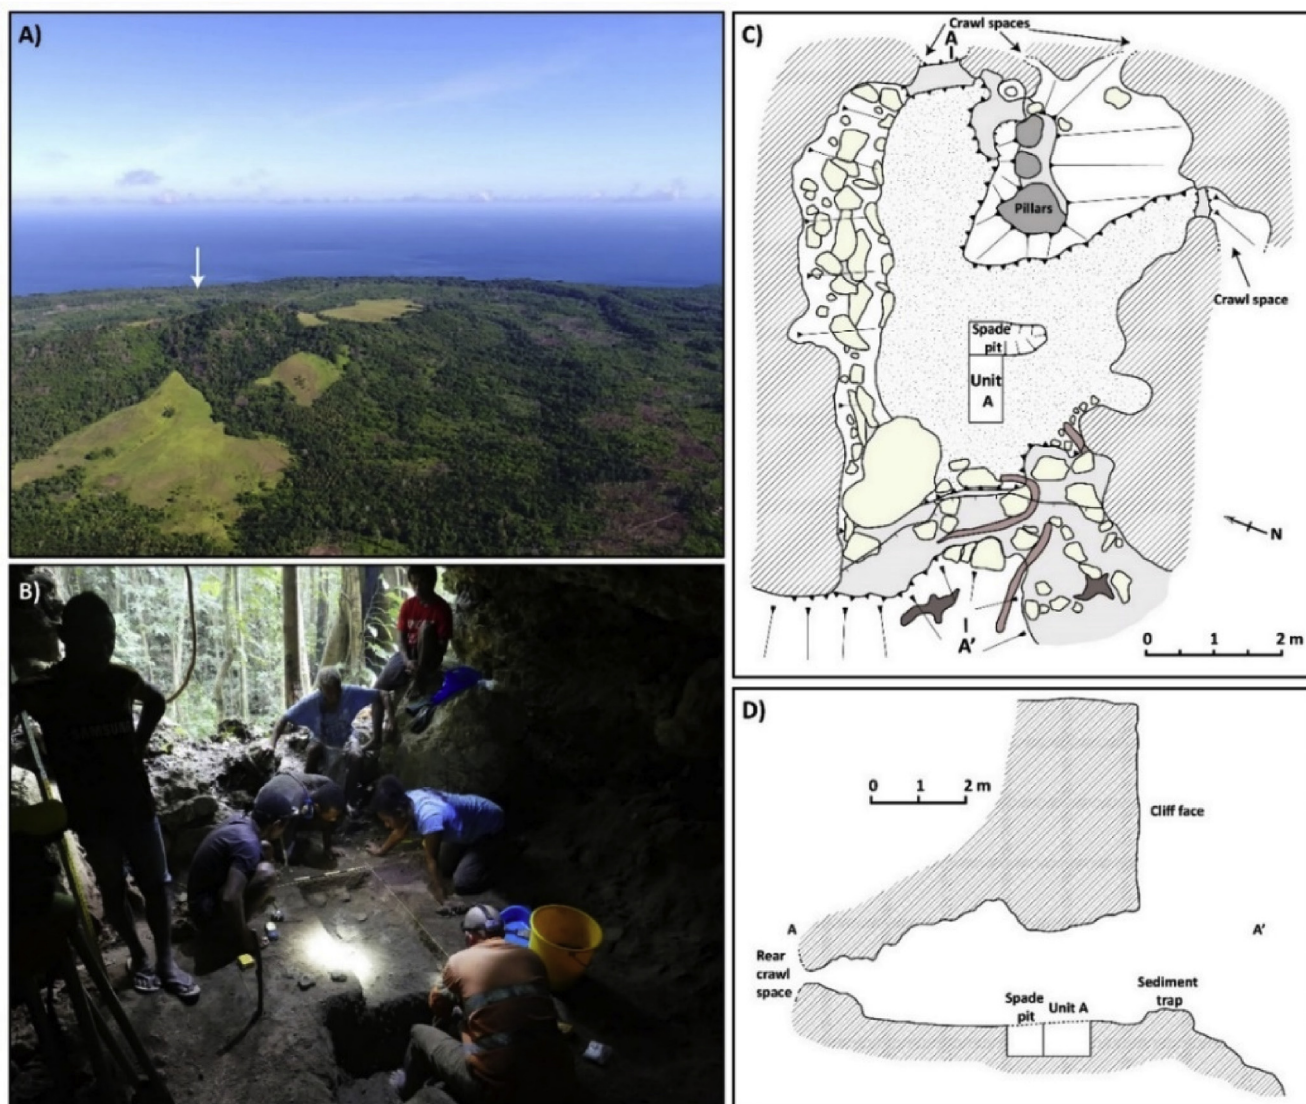 A)
B)
SAMSUNG
C)
Crawl spaces
A
Pillars
Crawl space
Spade
pit
Unit
A
N
A'
0 1 2 m
D)
0 1 2 m
Cliff face
A
A'
Rear
crawl
space
Spade
pit
Unit A
Sediment
trap